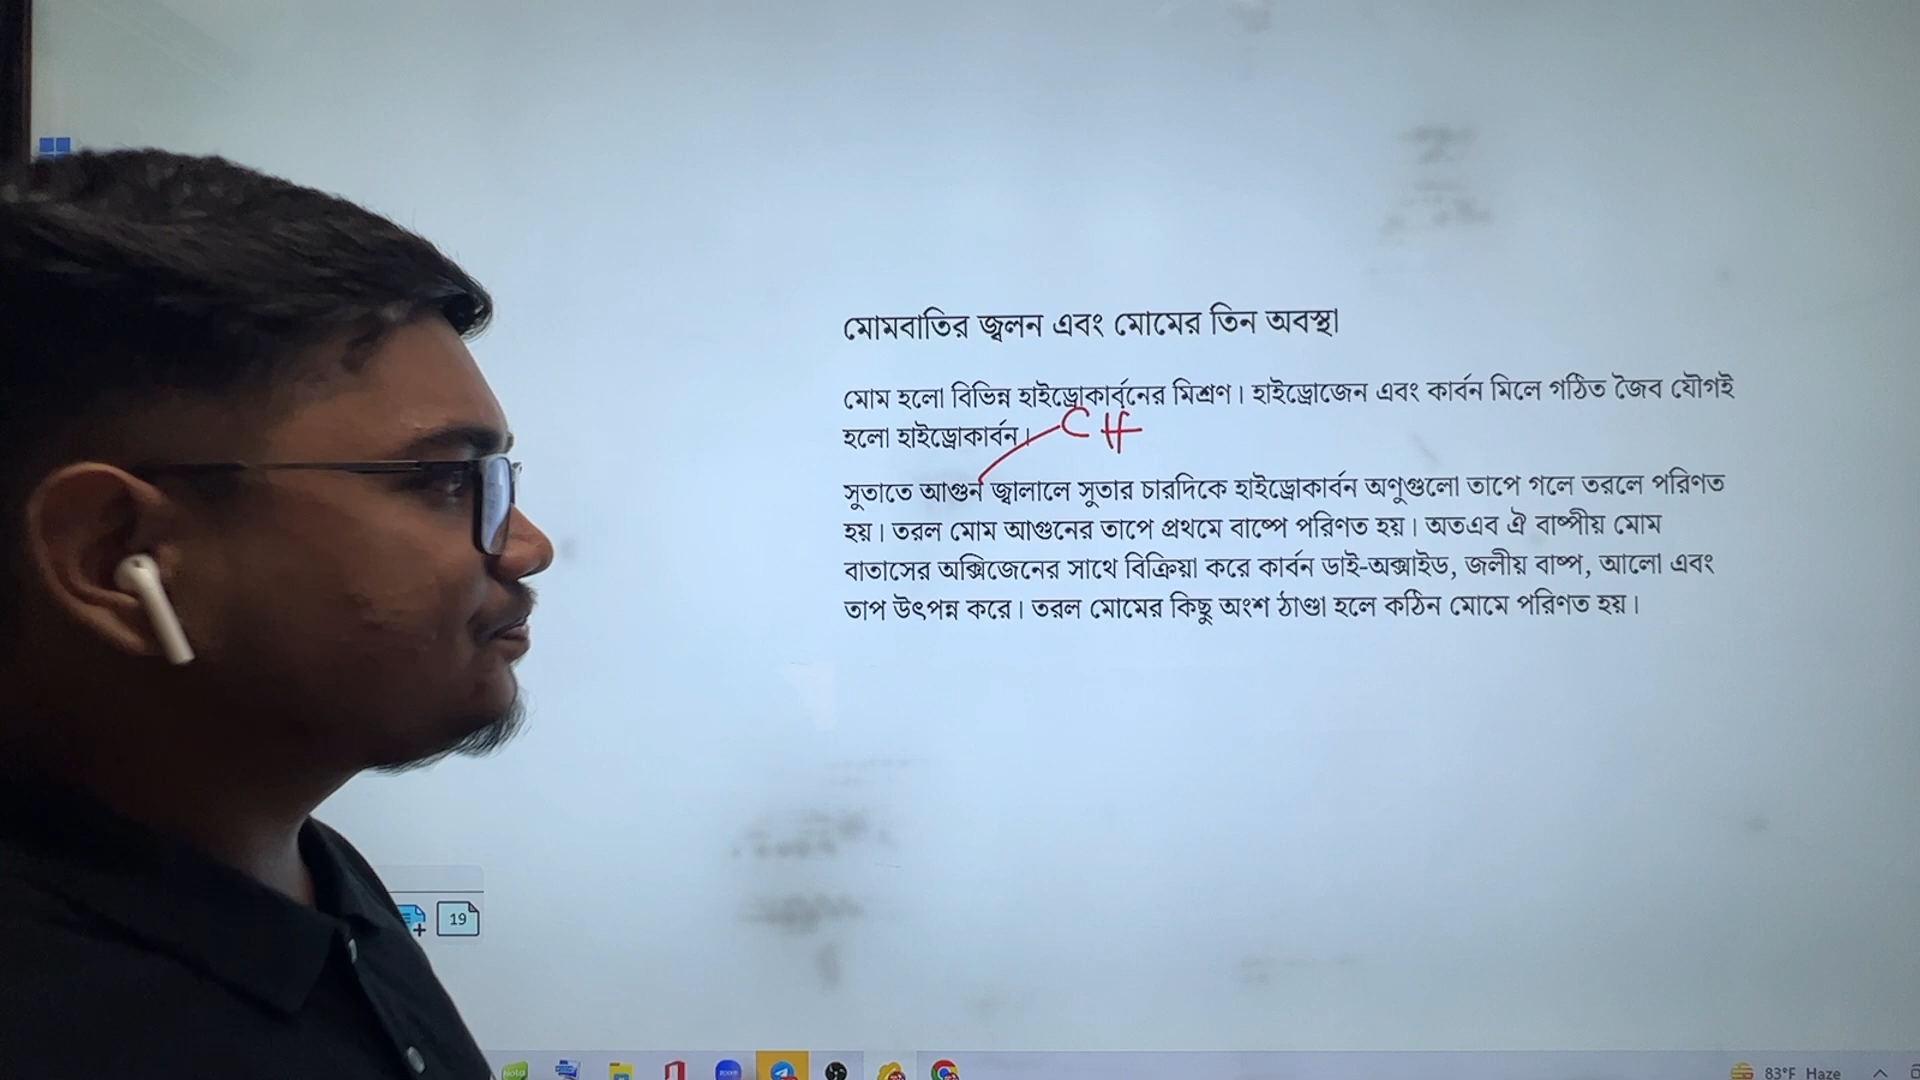 মোমবাতির জ্বলন এবং মোমের তিন অবস্থা
মোম হলো বিভিন্ন হাইড্রোকার্বনের মিশ্রণ। হাইড্রোজেন এবং কার্বন মিলে গঠিত জৈব যৌগই
হলো হাইড্রোকার্বন।
CH
সুতাতে আগুন জ্বালালে সুতার চারদিকে হাইড্রোকার্বন অণুগুলো তাপে গলে তরলে পরিণত
হয়। তরল মোম আগুনের তাপে প্রথমে বাষ্পে পরিণত হয়। অতএব ঐ বাষ্পীয় মোম
বাতাসের অক্সিজেনের সাথে বিক্রিয়া করে কার্বন ডাই-অক্সাইড, জলীয় বাষ্প, আলো এবং
তাপ উৎপন্ন করে। তরল মোমের কিছু অংশ ঠাণ্ডা হলে কঠিন মোমে পরিণত হয়।
19
83°F Haze